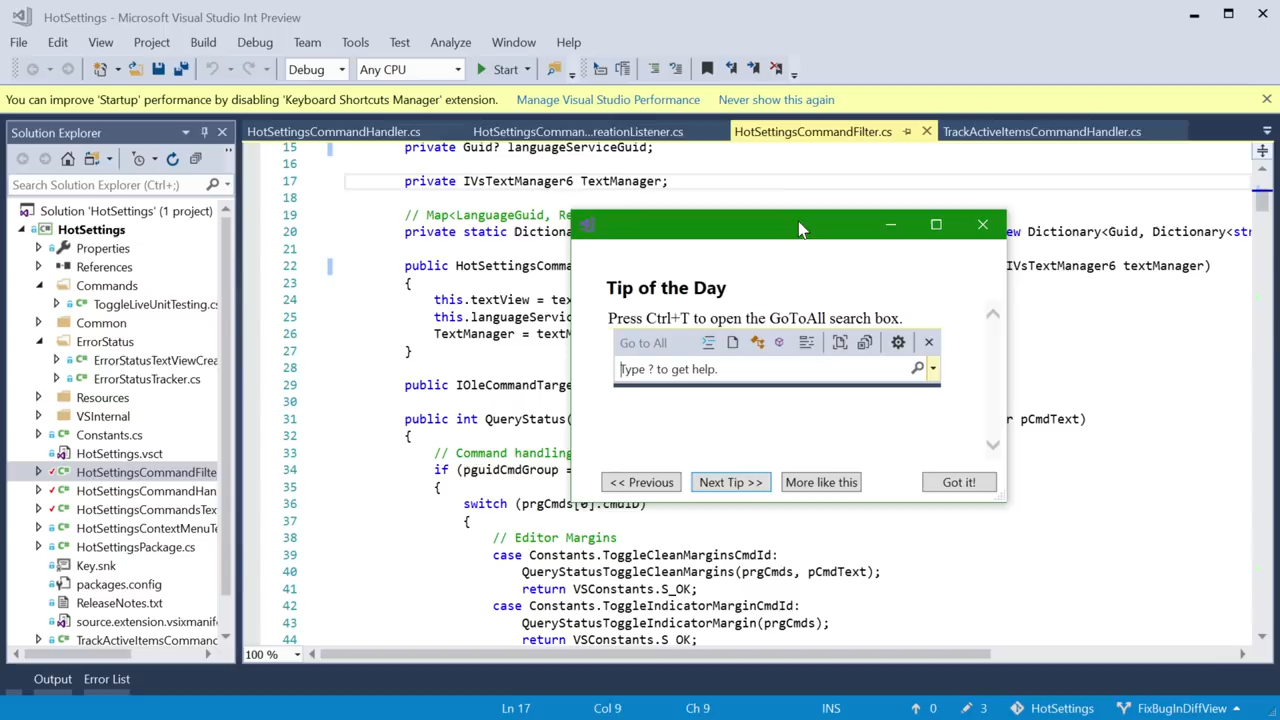 HotSettings - Microsoft Visual Studio Int Preview
File Edit View Project Build Debug Team Tools Test Analyze Window Help
Debug Any CPU Start
You can improve 'Startup' performance by disabling 'Keyboard Shortcuts Manager' extension. Manage Visual Studio Performance Never show this again
Solution Explorer
Search Solution Explorer (Ctrl+;)
Solution 'HotSettings' (1 project)
HotSettings
Properties
References
Commands
ToggleLiveUnitTesting.cs
Common
ErrorStatus
ErrorStatusTextViewCrea
ErrorStatusTracker.cs
Resources
VSInternal
Constants.cs
HotSettings.vsct
HotSettingsCommandFilte
HotSettingsCommandHan
HotSettingsCommandsTex
HotSettingsContextMenuTe
HotSettingsPackage.cs
Key.snk
packages.config
ReleaseNotes.txt
source.extension.vsixmanif
TrackActiveItemsCommanc
HotSettingsCommandHandler.cs HotSettingsComman...reationListener.cs HotSettingsCommandFilter.cs TrackActiveItemsCommandHandler.cs
15 private Guid? languageServiceGuid;
16
17 private IVsTextManager6 TextManager;
18
19 // Map<LanguageGuid, Re
20 private static Dictionar new Dictionary<Guid, Dictionary<str
21
22 public HotSettingsComma IVsTextManager6 textManager)
23 {
24 this.textView = tex
25 this.languageServic
26 TextManager = textM
27 }
28
29 public IOleCommandTarge
30
31 public int QueryStatus( r pCmdText)
32 {
33 // Command handling
34 if (pguidCmdGroup =
35 {
36 switch (prgCmds[0].cmdID)
37 {
38 // Editor Margins
39 case Constants.ToggleCleanMarginsCmdId:
40 QueryStatusToggleCleanMargins(prgCmds, pCmdText);
41 return VSConstants.S_OK;
42 case Constants.ToggleIndicatorMarginCmdId:
43 QueryStatusToggleIndicatorMargin(prgCmds);
44 return VSConstants.S_OK;
Tip of the Day
Press Ctrl+T to open the GoToAll search box.
Go to All
Type ? to get help.
<< Previous Next Tip >> More like this Got it!
100 %
Output Error List
Ln 17 Col 9 Ch 9 INS 0 3 HotSettings FixBugInDiffView